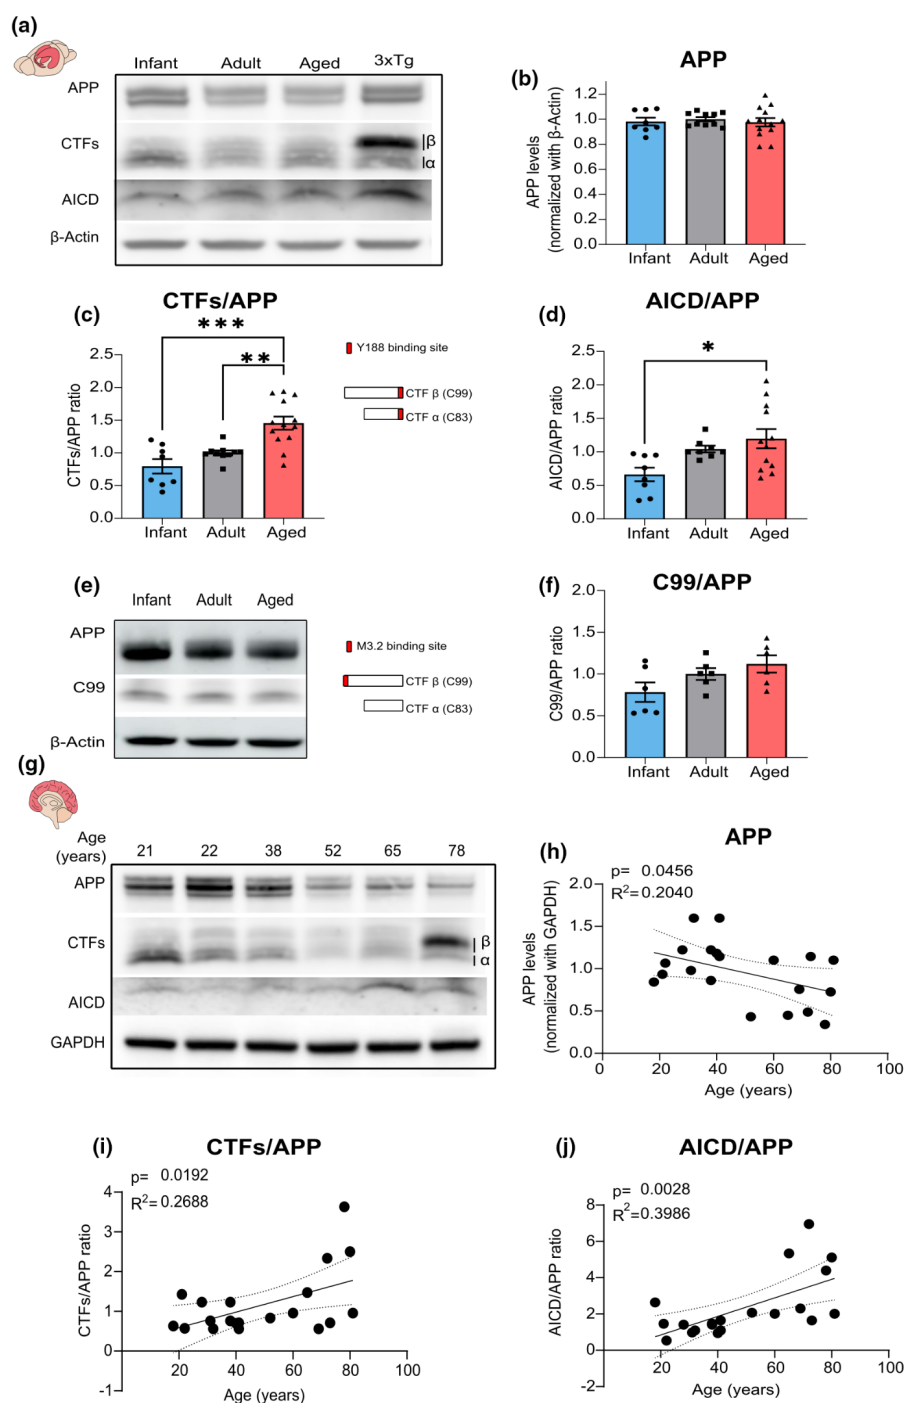 (a)
Infant Adult Aged 3xTg
APP
CTFs
β
α
AICD
β-Actin
(b)
APP
APP levels
(normalized with β-Actin)
1.2
1.0
0.8
0.6
0.4
0.2
0.0
Infant Adult Aged
(c)
CTFs/APP
***
**
CTFs/APP ratio
2.5
2.0
1.5
1.0
0.5
0.0
Infant Adult Aged
Y188 binding site
CTF β (C99)
CTF α (C83)
(d)
AICD/APP
*
AICD/APP ratio
2.5
2.0
1.5
1.0
0.5
0.0
Infant Adult Aged
(e)
Infant Adult Aged
APP
C99
β-Actin
M3.2 binding site
CTF β (C99)
CTF α (C83)
(f)
C99/APP
C99/APP ratio
2.0
1.5
1.0
0.5
0.0
Infant Adult Aged
(g)
Age
(years)
21 22 38 52 65 78
APP
CTFs
β
α
AICD
GAPDH
(h)
APP
p= 0.0456
R²=0.2040
APP levels
(normalized with GAPDH)
2.0
1.5
1.0
0.5
0.0
0 20 40 60 80 100
Age (years)
(i)
CTFs/APP
p= 0.0192
R²=0.2688
CTFs/APP ratio
4
3
2
1
0
-1
20 40 60 80 100
Age (years)
(j)
AICD/APP
p= 0.0028
R²=0.3986
AICD/APP ratio
8
6
4
2
0
-2
20 40 60 80 100
Age (years)